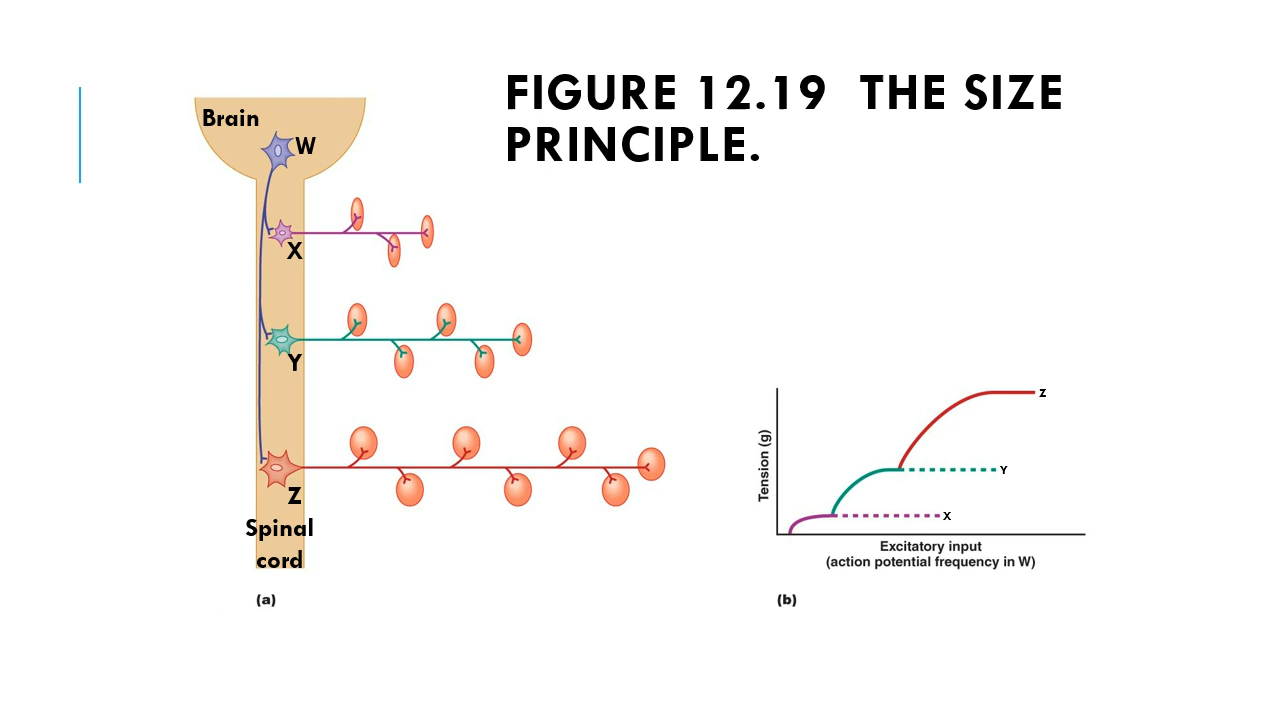 FIGURE 12.19 THE SIZE
PRINCIPLE.
Brain
W
X
Y
Z
Spinal
cord
(a)
Tension (g)
Z
Y
X
Excitatory input
(action potential frequency in W)
(b)